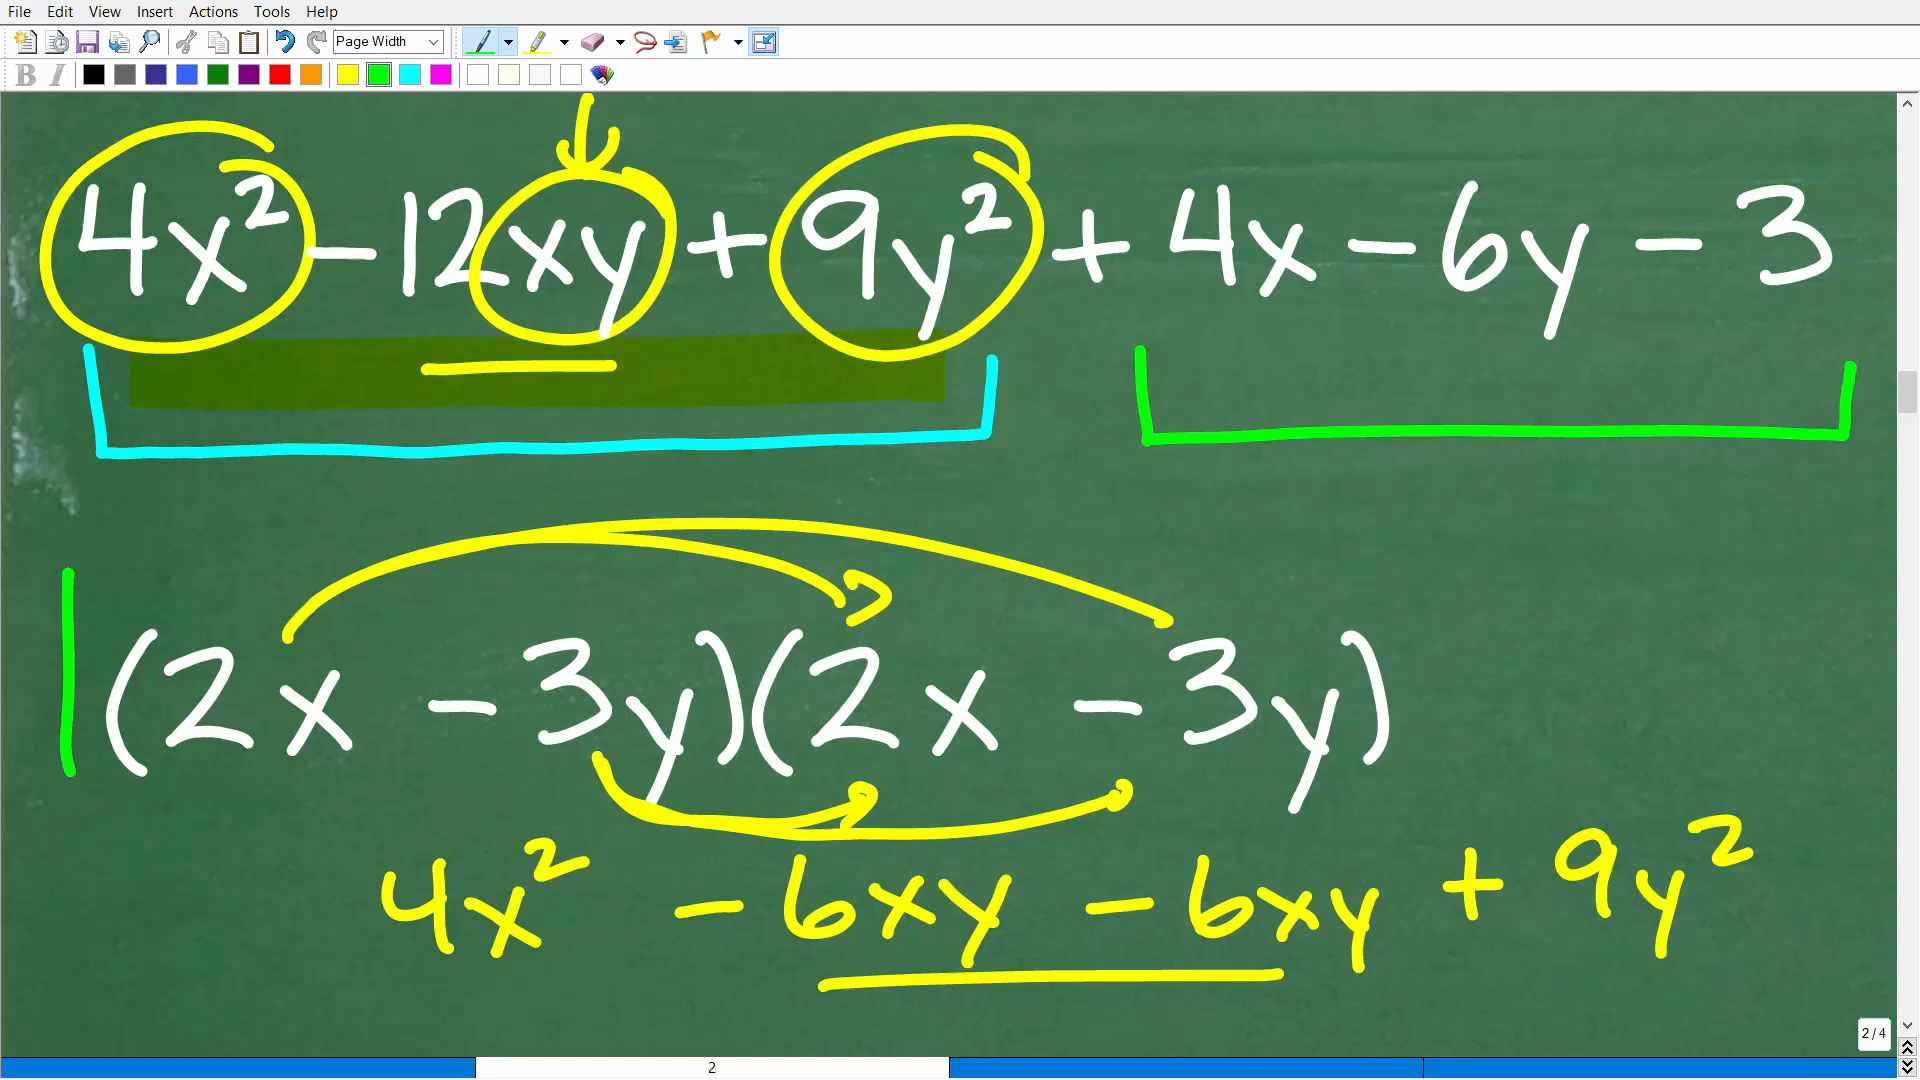 File Edit View Insert Actions Tools Help
Page Width
B I
4x² - 12xy + 9y² + 4x - 6y - 3
(2x - 3y)(2x - 3y)
4x² - 6xy - 6xy + 9y²
2 / 4
2